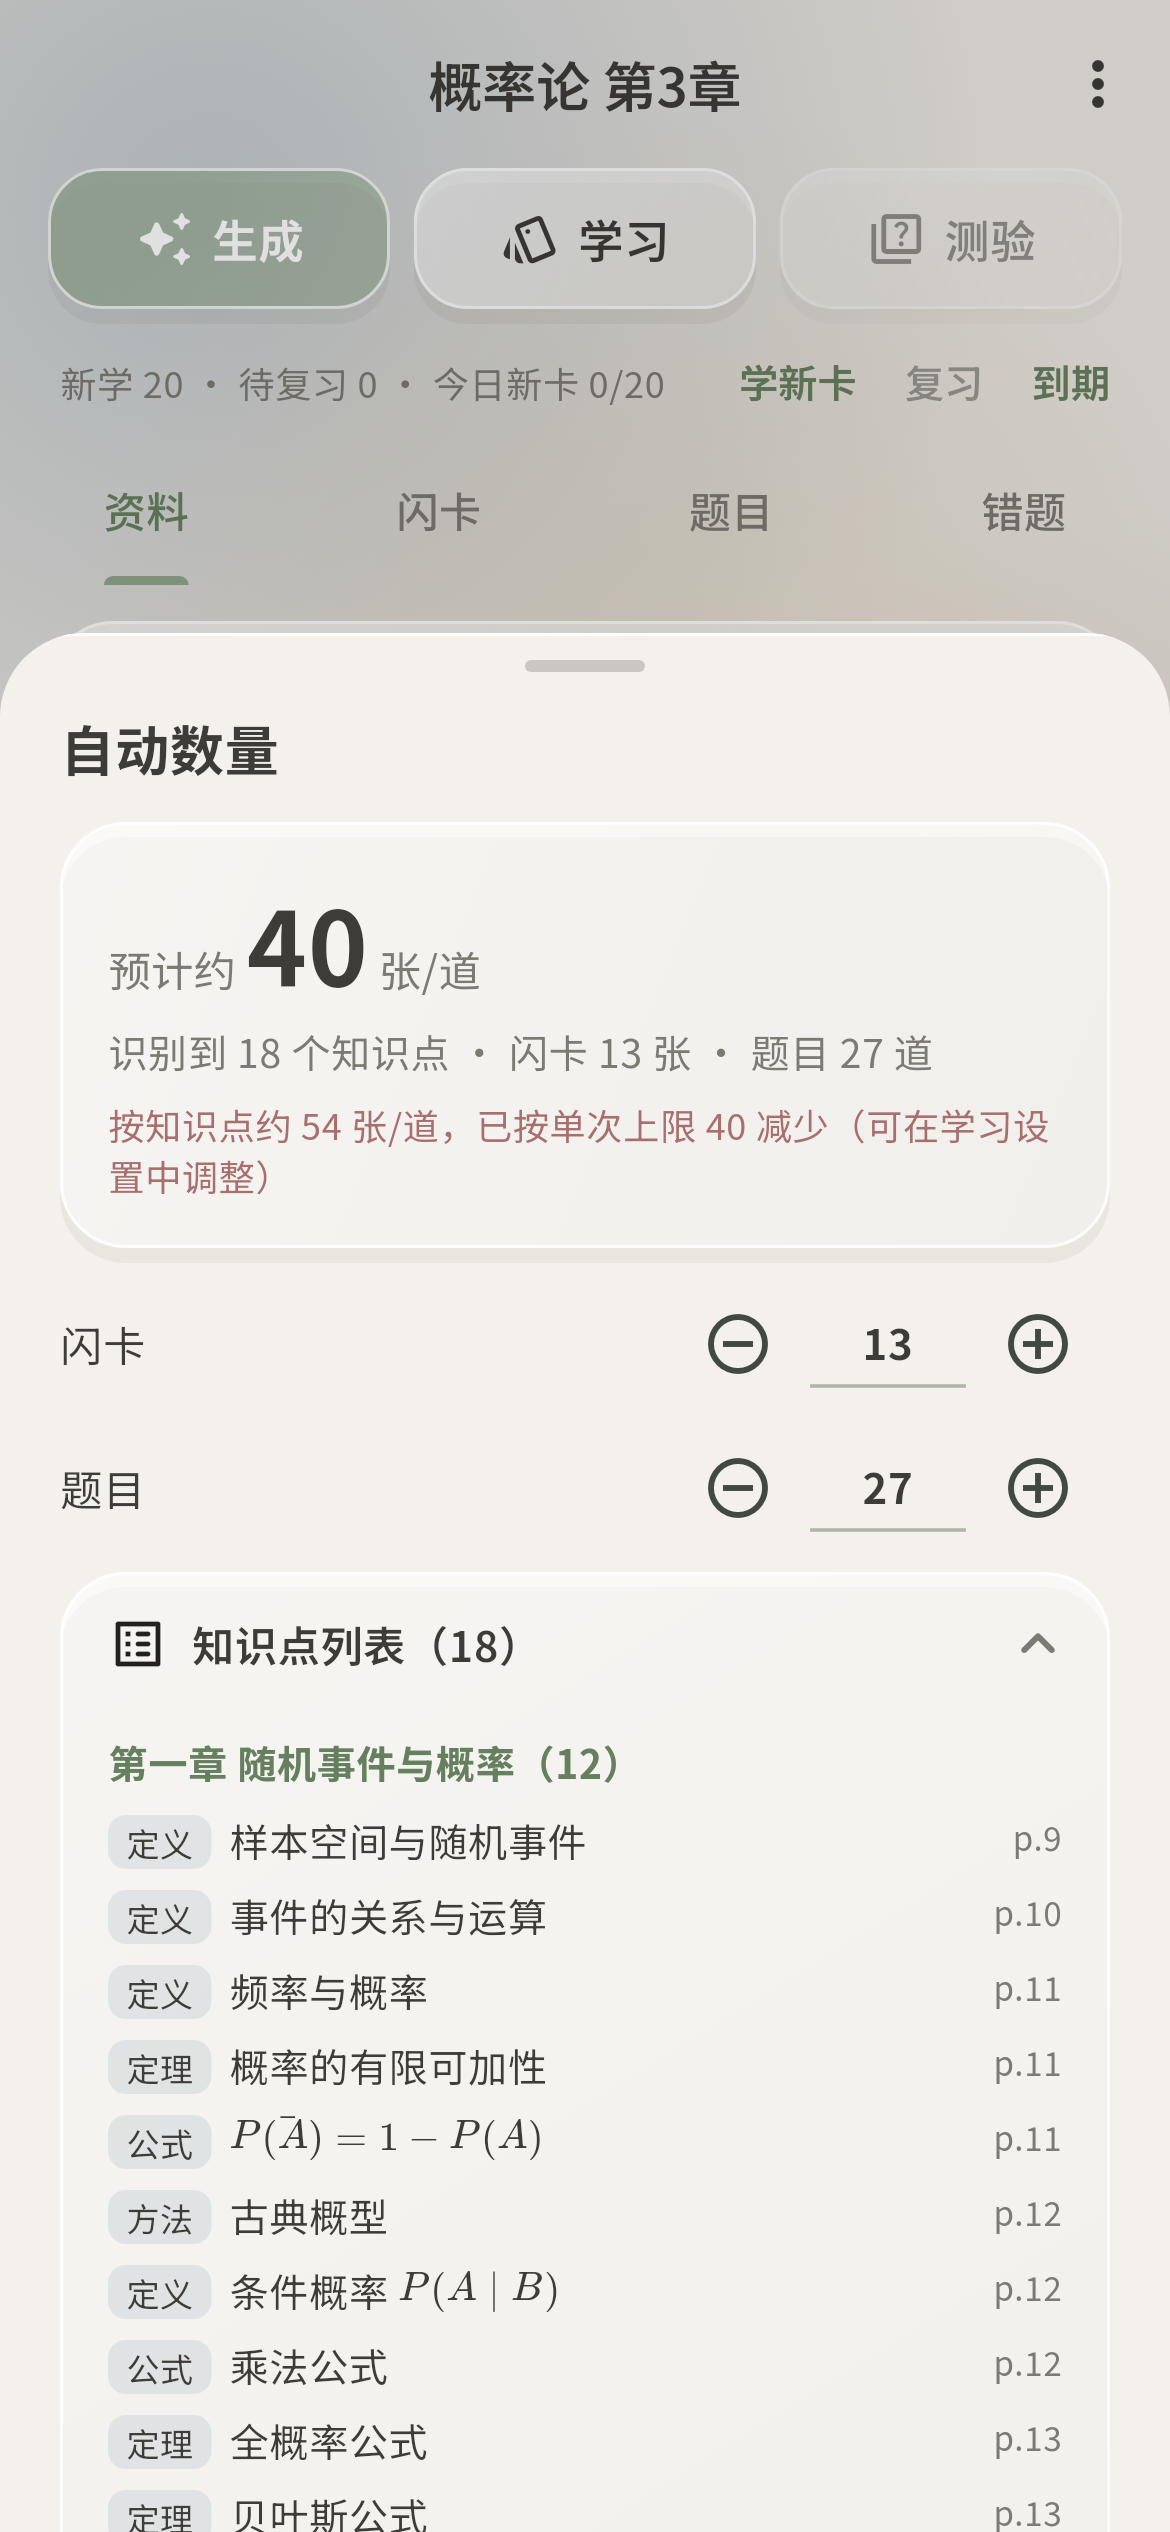 概率论 第3章
生成
学习
测验
新学 20 · 待复习 0 · 今日新卡 0/20
学新卡
复习
到期
资料
闪卡
题目
错题
自动数量
预计约 40 张/道
识别到 18 个知识点 · 闪卡 13 张 · 题目 27 道
按知识点约 54 张/道，已按单次上限 40 减少（可在学习设
置中调整）
闪卡
13
题目
27
知识点列表（18）
第一章 随机事件与概率（12）
定义 样本空间与随机事件 p.9
定义 事件的关系与运算 p.10
定义 频率与概率 p.11
定理 概率的有限可加性 p.11
公式 P(Ā) = 1 − P(A) p.11
方法 古典概型 p.12
定义 条件概率 P(A | B) p.12
公式 乘法公式 p.12
定理 全概率公式 p.13
定理 贝叶斯公式 p.13